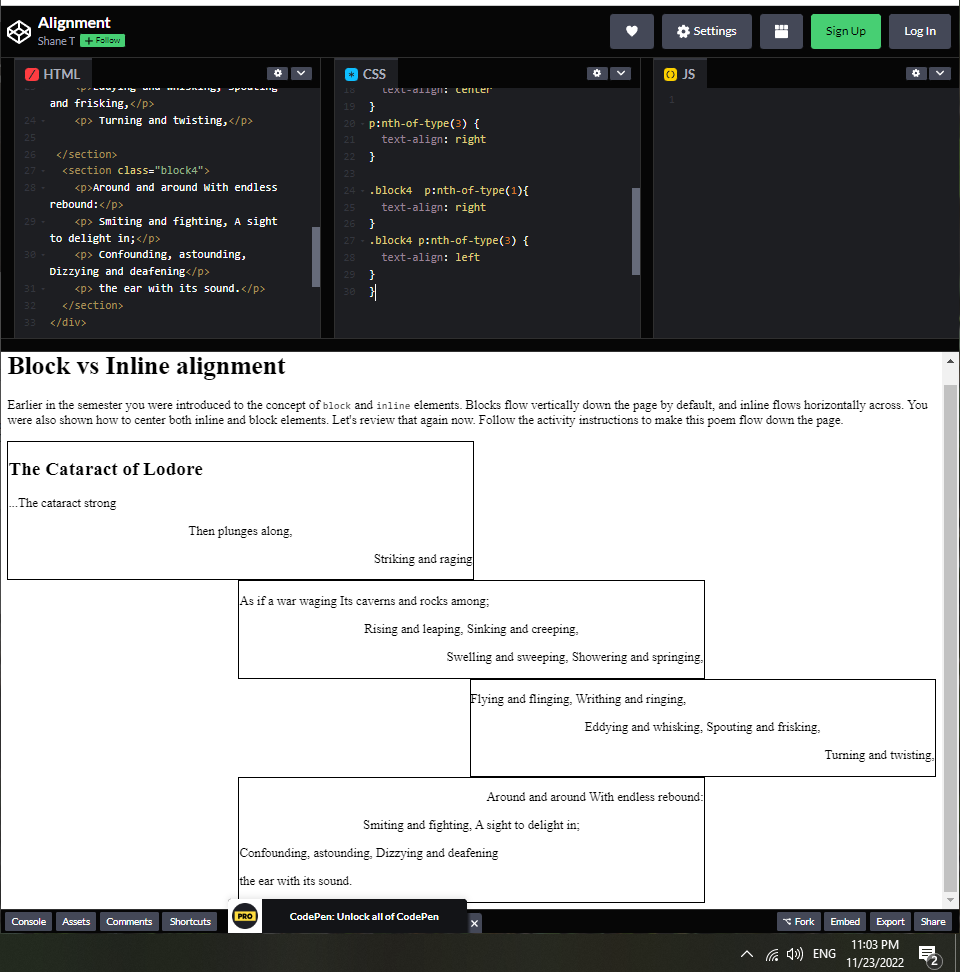 Alignment
Shane T + Follow
Settings
Sign Up
Log In
HTML
CSS
JS
23 <p>Eddying and whisking, Spouting
and frisking,</p>
24 <p> Turning and twisting,</p>
25
26 </section>
27 <section class="block4">
28 <p>Around and around With endless
rebound:</p>
29 <p> Smiting and fighting, A sight
to delight in;</p>
30 <p> Confounding, astounding,
Dizzying and deafening</p>
31 <p> the ear with its sound.</p>
32 </section>
33 </div>
18 text-align: center
19 }
20 p:nth-of-type(3) {
21 text-align: right
22 }
23
24 .block4  p:nth-of-type(1){
25 text-align: right
26 }
27 .block4 p:nth-of-type(3) {
28 text-align: left
29 }
30 }
1
Block vs Inline alignment
Earlier in the semester you were introduced to the concept of block and inline elements. Blocks flow vertically down the page by default, and inline flows horizontally across. You
were also shown how to center both inline and block elements. Let's review that again now. Follow the activity instructions to make this poem flow down the page.
The Cataract of Lodore
...The cataract strong
Then plunges along,
Striking and raging
As if a war waging Its caverns and rocks among;
Rising and leaping, Sinking and creeping,
Swelling and sweeping, Showering and springing,
Flying and flinging, Writhing and ringing,
Eddying and whisking, Spouting and frisking,
Turning and twisting,
Around and around With endless rebound:
Smiting and fighting, A sight to delight in;
Confounding, astounding, Dizzying and deafening
the ear with its sound.
Console
Assets
Comments
Shortcuts
PRO
CodePen: Unlock all of CodePen
×
Fork
Embed
Export
Share
ENG
11:03 PM
11/23/2022
2